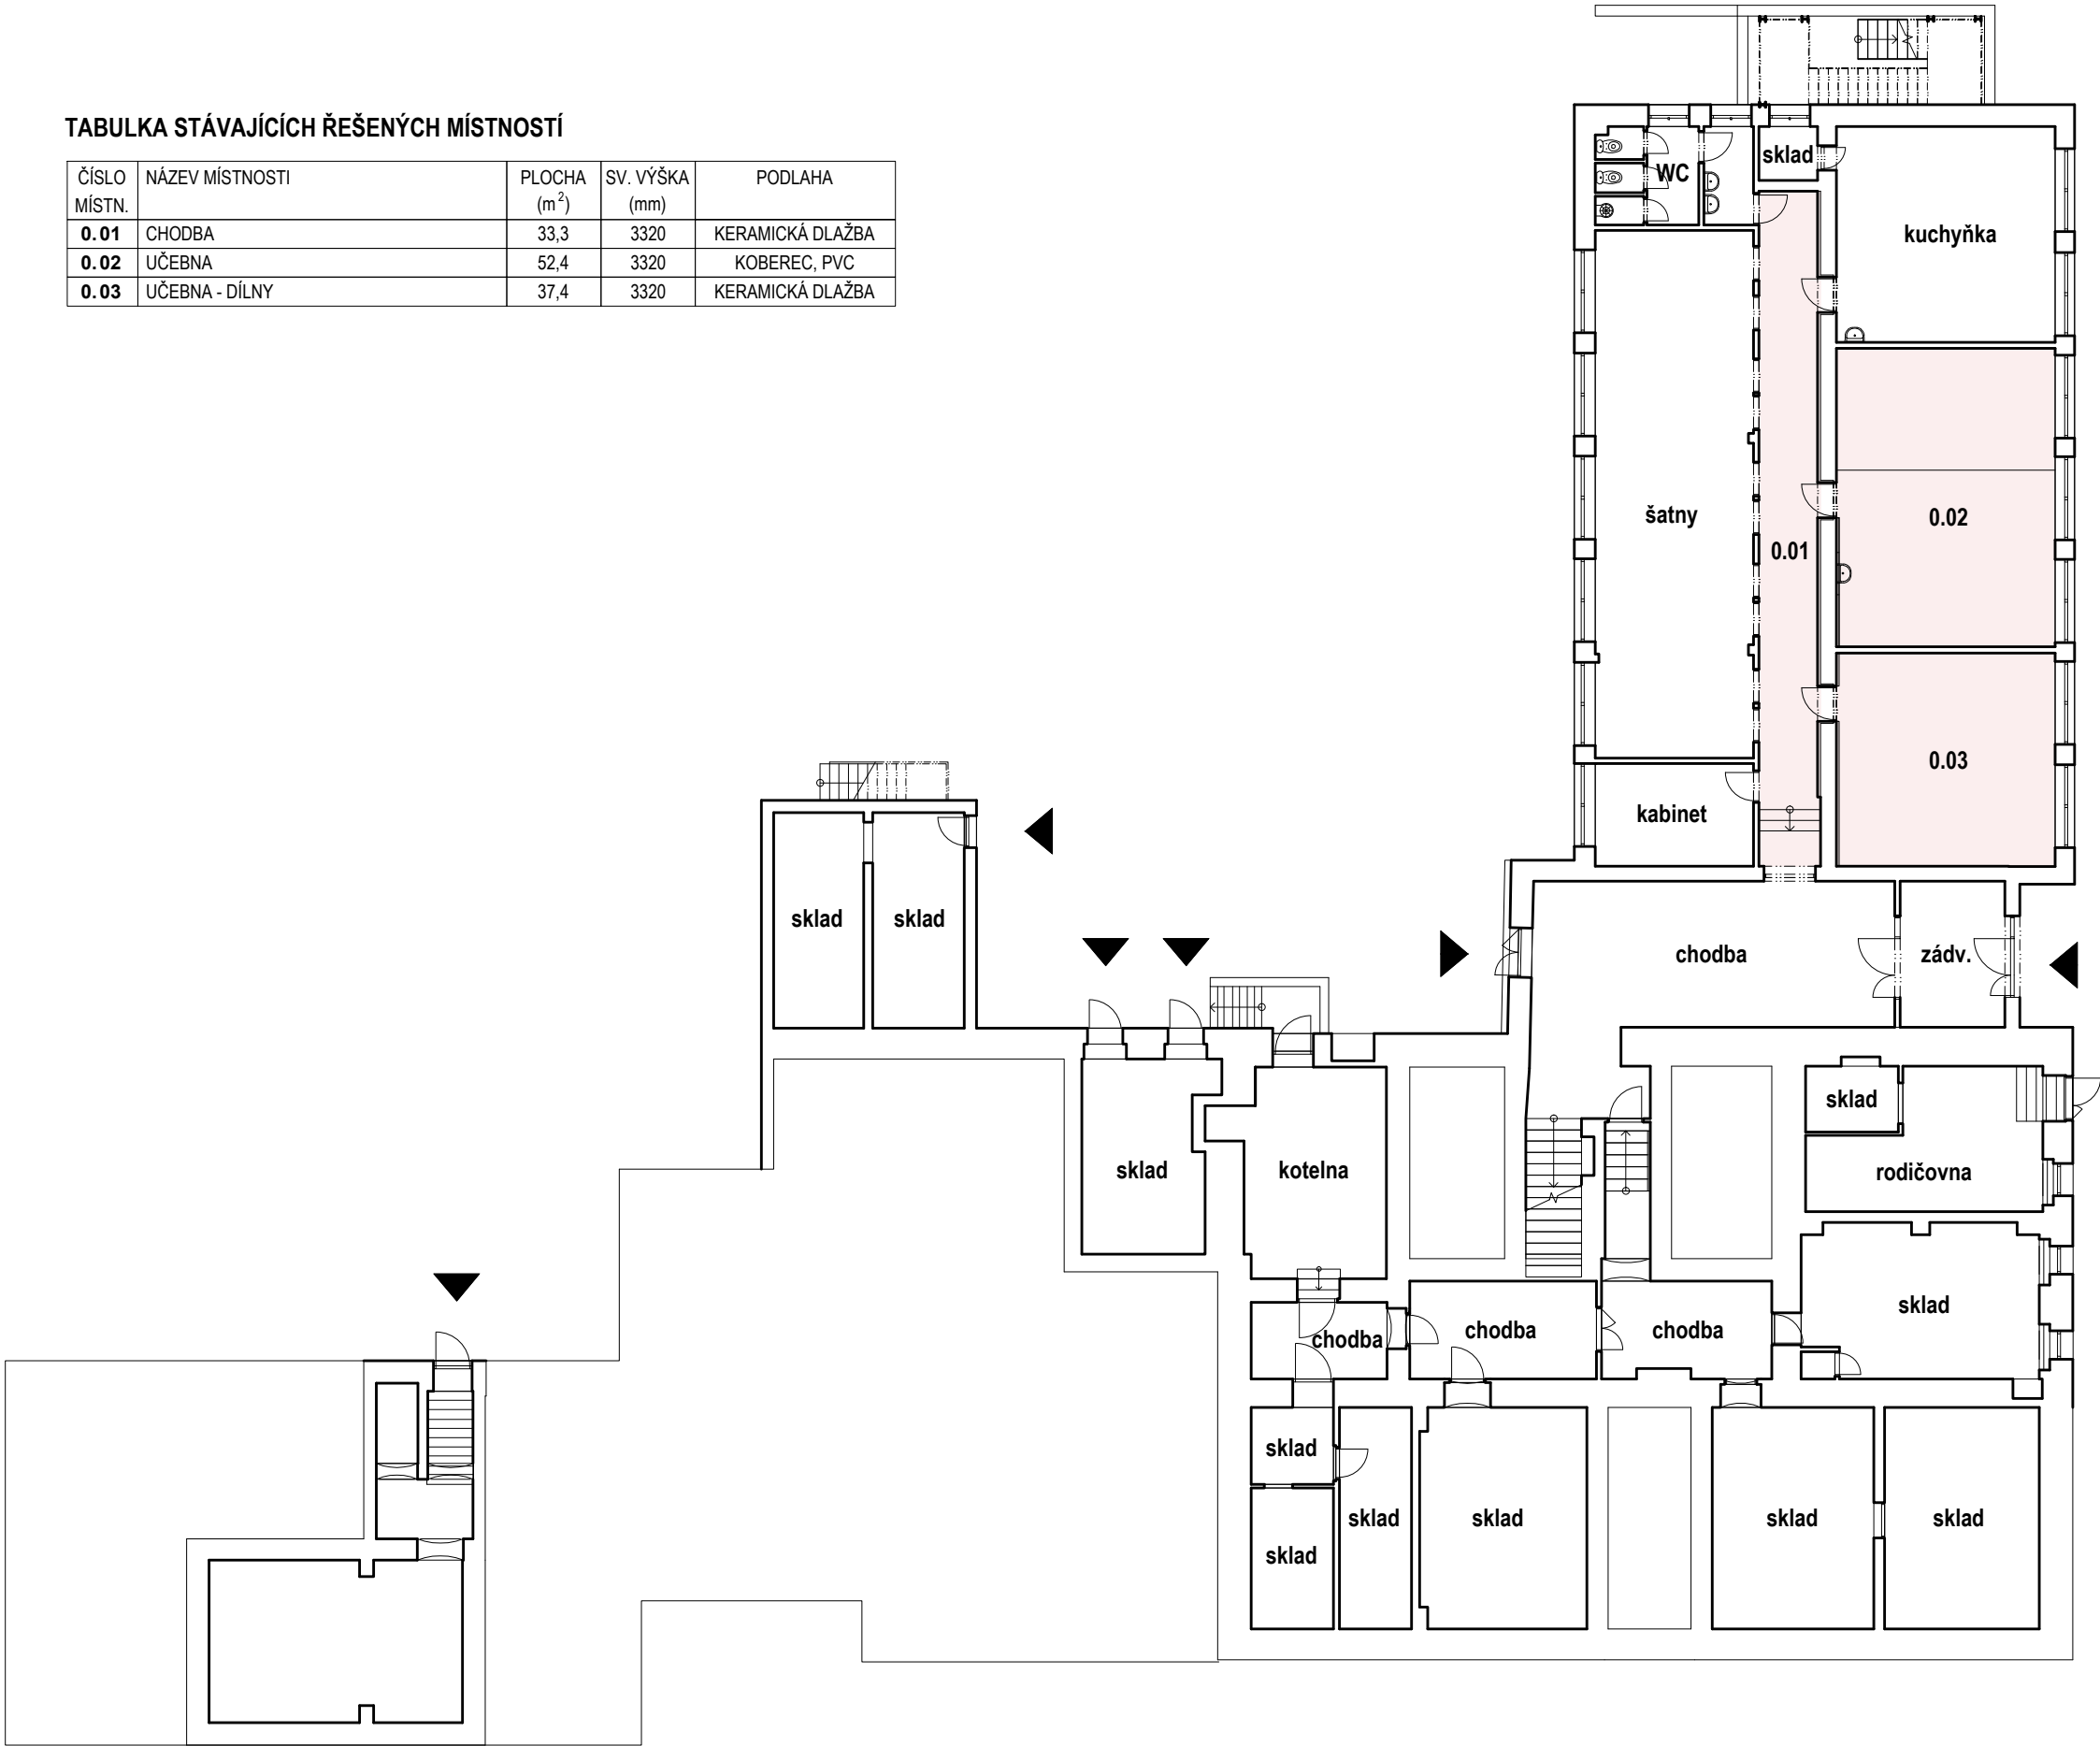 TABULKA STÁVAJÍCÍCH ŘEŠENÝCH MÍSTNOSTÍ
ČÍSLO MÍSTN. NÁZEV MÍSTNOSTI PLOCHA (m²) SV. VÝŠKA (mm) PODLAHA
0.01 CHODBA 33,3 3320 KERAMICKÁ DLAŽBA
0.02 UČEBNA 52,4 3320 KOBEREC, PVC
0.03 UČEBNA - DÍLNY 37,4 3320 KERAMICKÁ DLAŽBA
sklad
WC
kuchyňka
šatny
0.02
0.01
0.03
kabinet
sklad
sklad
chodba
zádv.
sklad
sklad
kotelna
rodičovna
sklad
chodba
chodba
chodba
sklad
sklad
sklad
sklad
sklad
sklad
sklad